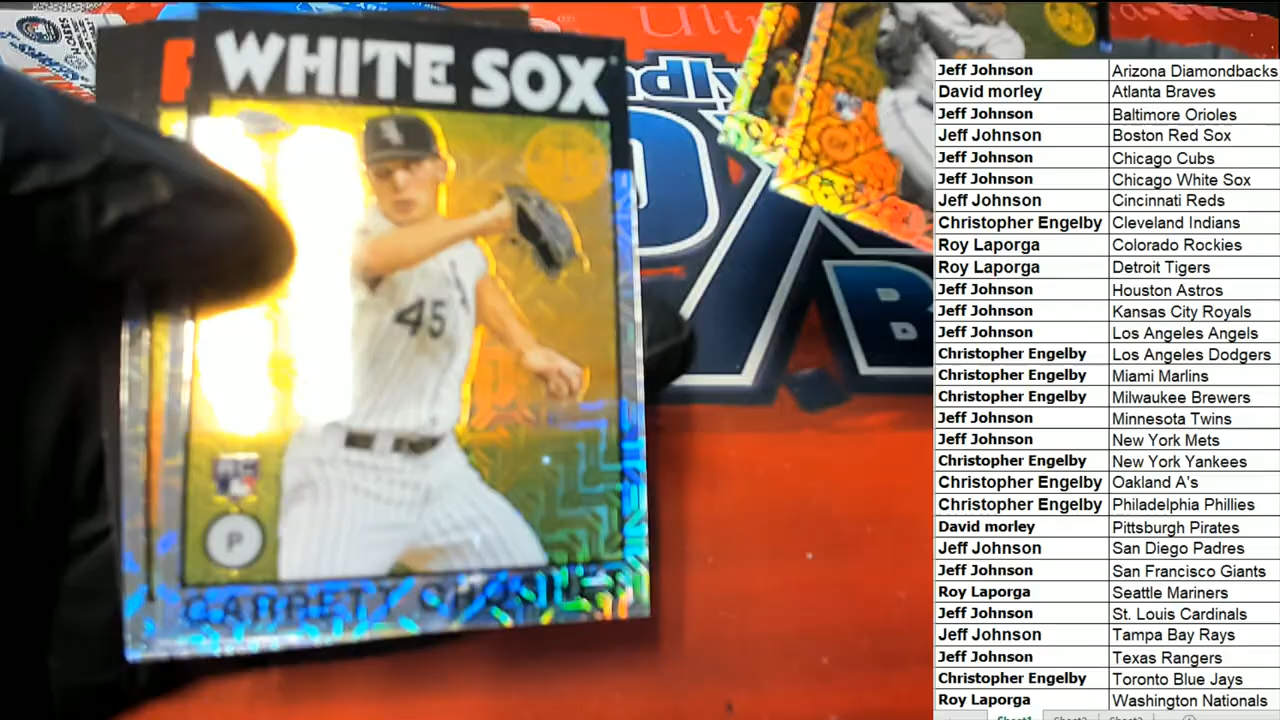 WHITE SOX
45
RC
P
GARRETT
Jeff Johnson Arizona Diamondbacks
David morley Atlanta Braves
Jeff Johnson Baltimore Orioles
Jeff Johnson Boston Red Sox
Jeff Johnson Chicago Cubs
Jeff Johnson Chicago White Sox
Jeff Johnson Cincinnati Reds
Christopher Engelby Cleveland Indians
Roy Laporga Colorado Rockies
Roy Laporga Detroit Tigers
Jeff Johnson Houston Astros
Jeff Johnson Kansas City Royals
Jeff Johnson Los Angeles Angels
Christopher Engelby Los Angeles Dodgers
Christopher Engelby Miami Marlins
Christopher Engelby Milwaukee Brewers
Jeff Johnson Minnesota Twins
Jeff Johnson New York Mets
Christopher Engelby New York Yankees
Christopher Engelby Oakland A's
Christopher Engelby Philadelphia Phillies
David morley Pittsburgh Pirates
Jeff Johnson San Diego Padres
Jeff Johnson San Francisco Giants
Roy Laporga Seattle Mariners
Jeff Johnson St. Louis Cardinals
Jeff Johnson Tampa Bay Rays
Jeff Johnson Texas Rangers
Christopher Engelby Toronto Blue Jays
Roy Laporga Washington Nationals